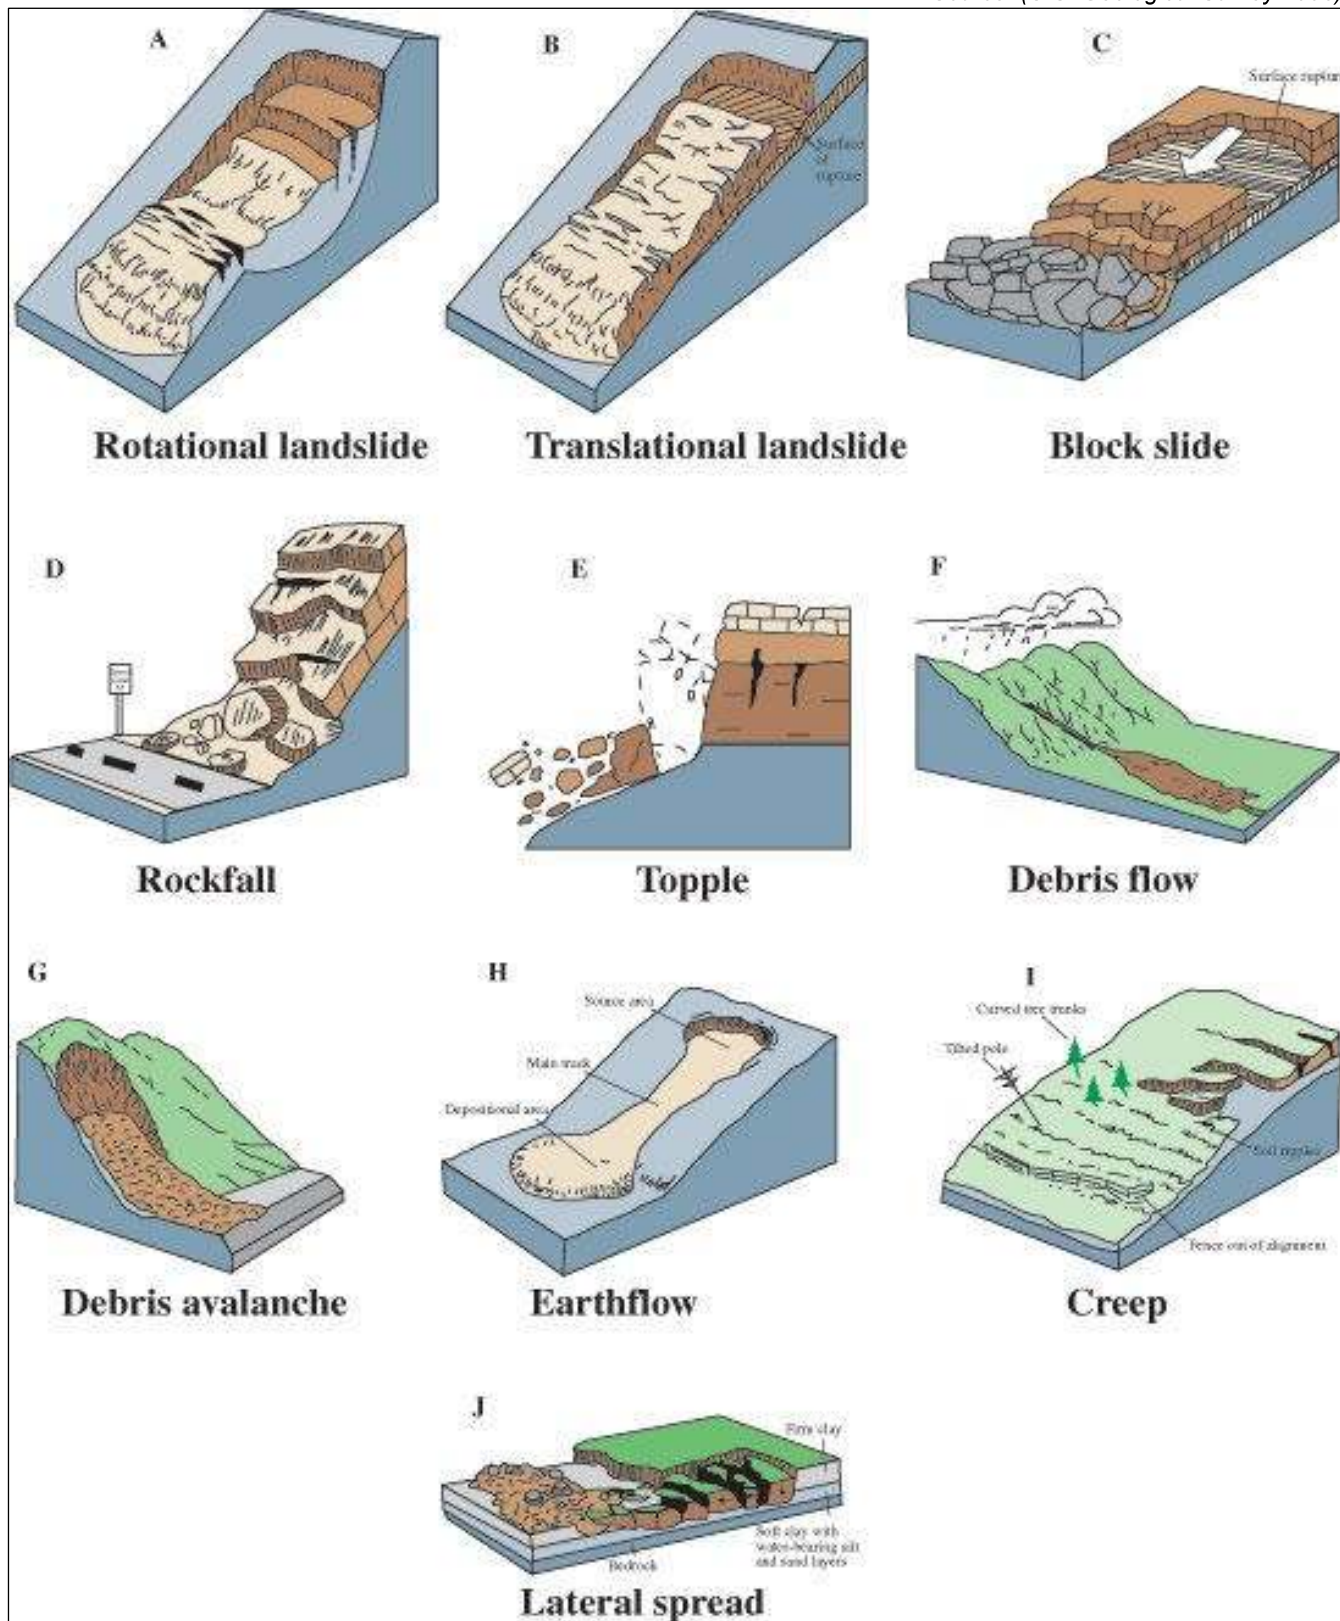 A
B
C
Surface rupture
Surface
of
rupture
Rotational landslide
Translational landslide
Block slide
D
E
F
Rockfall
Topple
Debris flow
G
H
I
Source area
Main track
Depositional area
Curved tree trunks
Tilted pole
Soil ripples
Fence out of alignment
Debris avalanche
Earthflow
Creep
J
Firm clay
Soft clay with
water-bearing silt
and sand layers
Bedrock
Lateral spread